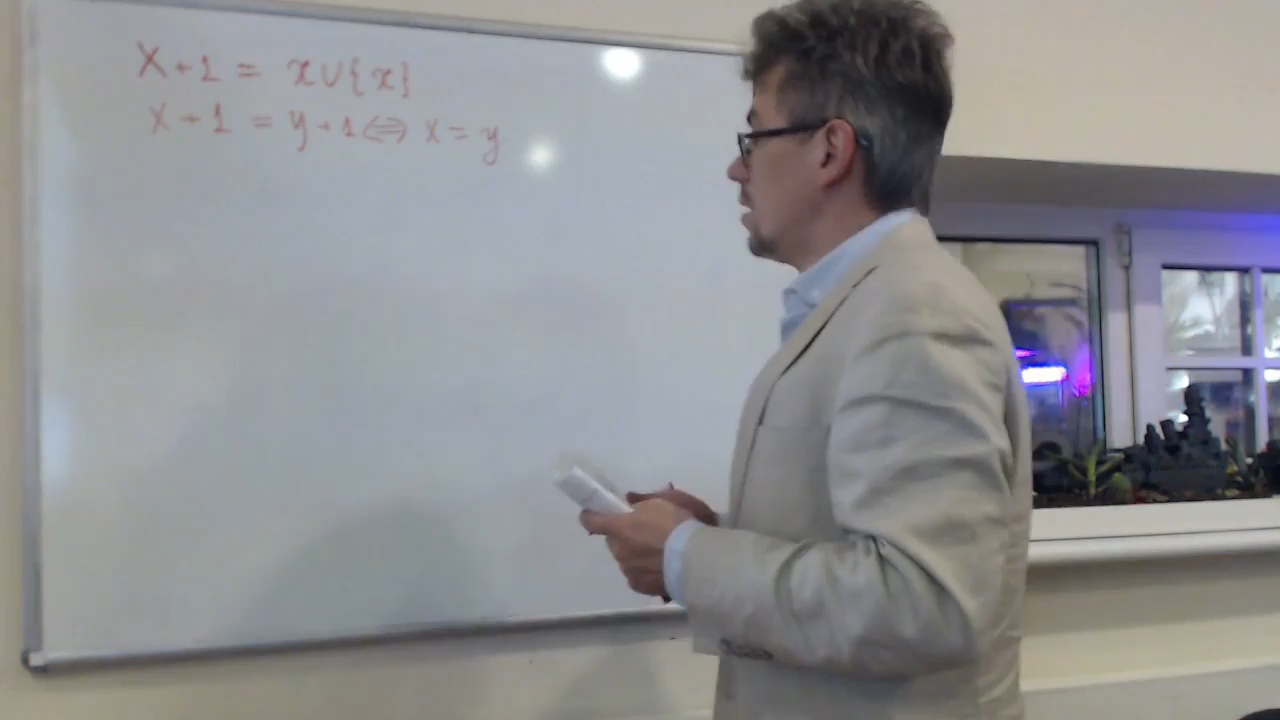 X+1 = x∪{x}
X+1 = y+1 ⇔ x = y